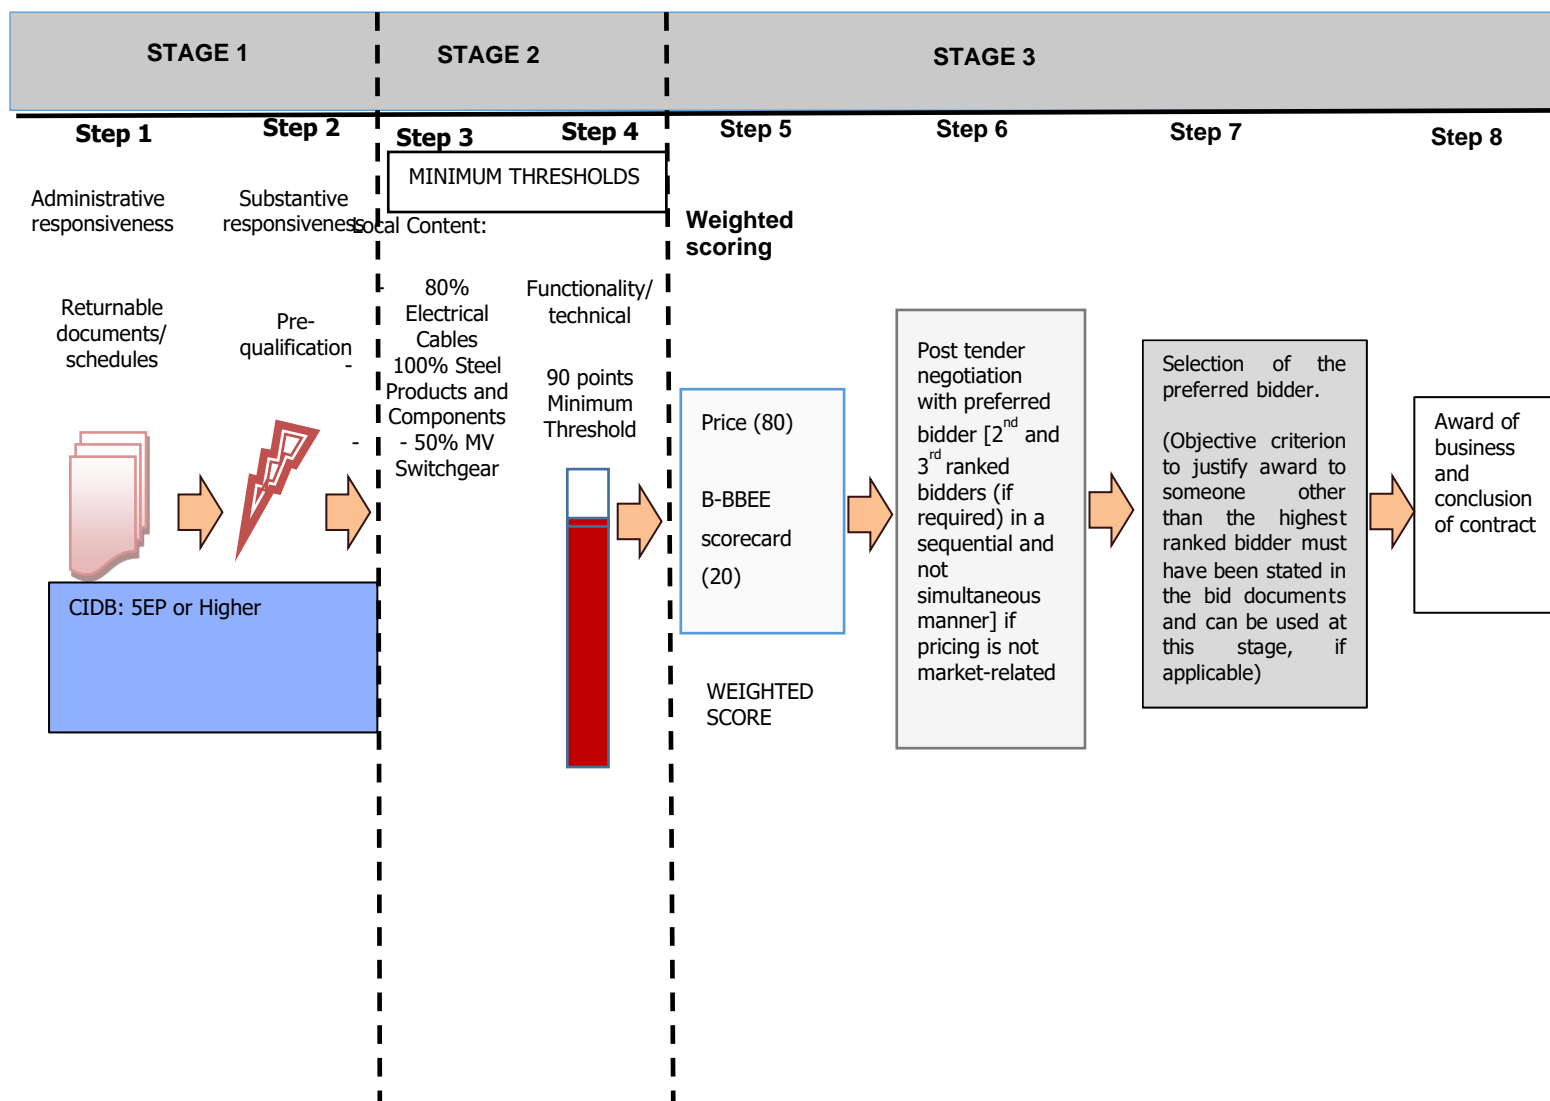 STAGE 1
STAGE 2
STAGE 3
Step 1
Step 2
Step 3
Step 4
Step 5
Step 6
Step 7
Step 8
Administrative
responsiveness
Returnable
documents/
schedules
CIDB: 5EP or Higher
Substantive
responsiveness
Pre-
qualification
MINIMUM THRESHOLDS
Local Content:
- 80%
Electrical
Cables
- 100% Steel
Products and
Components
- - 50% MV
Switchgear
Functionality/
technical
90 points
Minimum
Threshold
Weighted
scoring
Price (80)
B-BBEE
scorecard
(20)
WEIGHTED
SCORE
Post tender
negotiation
with preferred
bidder [2nd and
3rd ranked
bidders (if
required) in a
sequential and
not
simultaneous
manner] if
pricing is not
market-related
Selection of the
preferred bidder.
(Objective criterion
to justify award to
someone other
than the highest
ranked bidder must
have been stated in
the bid documents
and can be used at
this stage, if
applicable)
Award of
business
and
conclusion
of contract